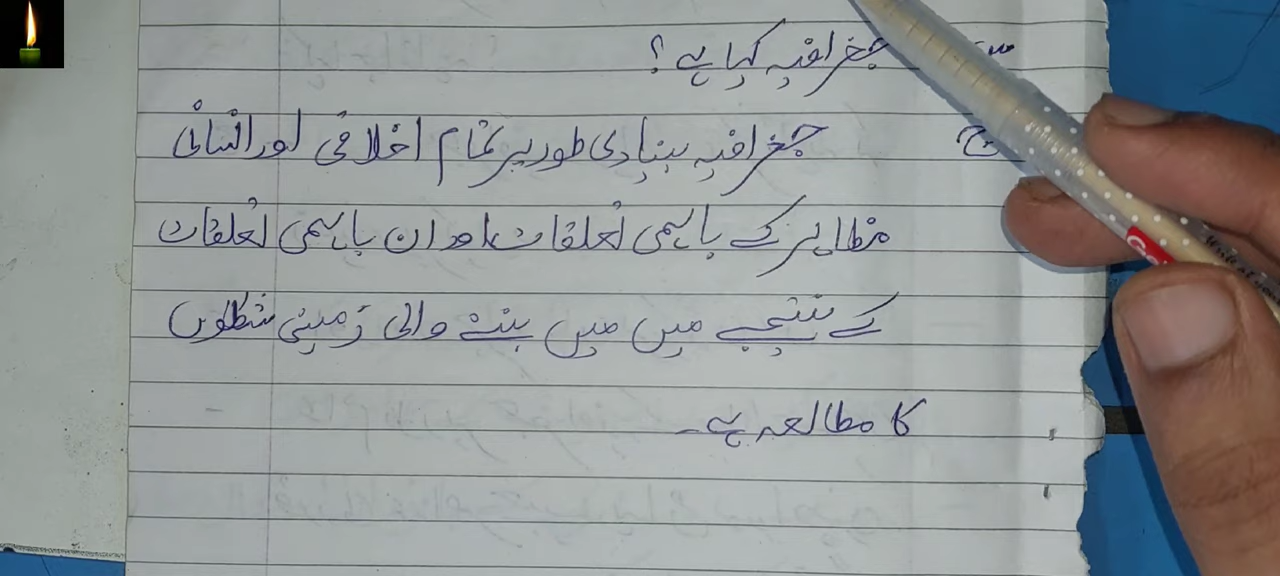 س جغرافیہ کیا ہے؟
ج جغرافیہ بنیادی طور پر تمام اخلاقی اور انسانی
مظاہر کے باہمی تعلقات اور ان باہمی تعلقات
کے نتیجے میں میں بننے والی زمینی شکلوں
کا مطالعہ ہے۔